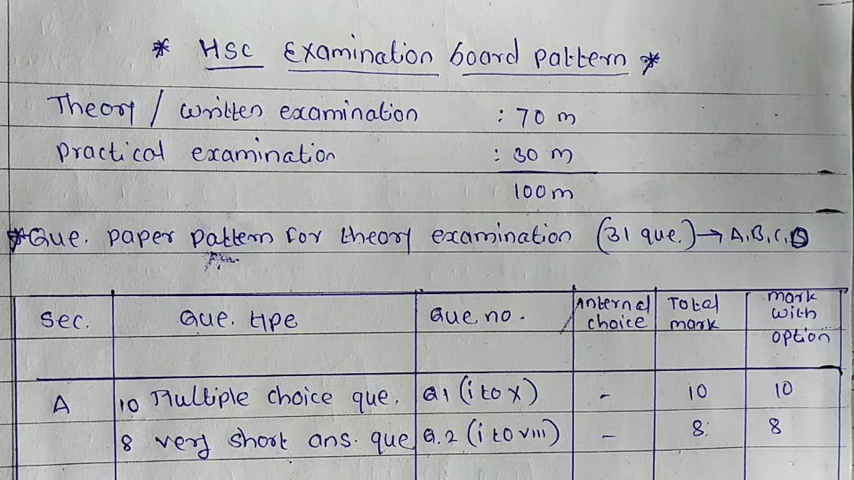 * HSC Examination board pattern *
Theory / written examination : 70 m
practical examination : 30 m
100 m
*Que. paper pattern for theory examination (31 que.) → A, B, C, D
Sec. Que. type Que no. Internal choice Total mark mark with option
A 10 Multiple choice que. Q1 (i to x) - 10 10
8 very short ans. que Q.2 (i to viii) - 8 8